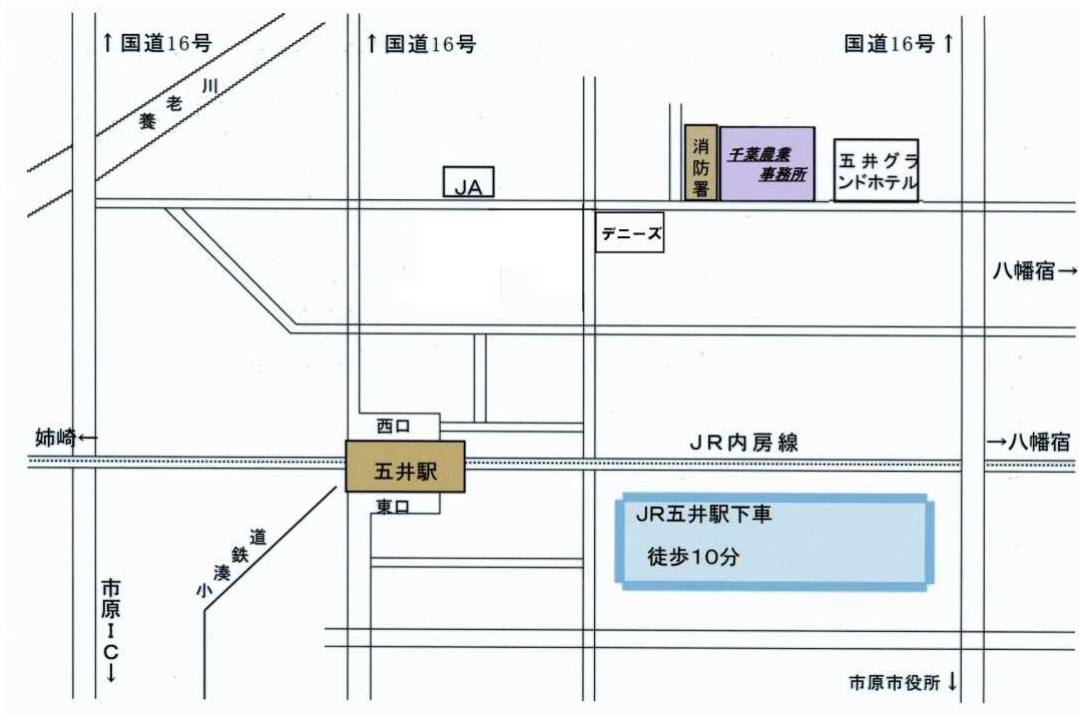 ↑国道16号
↑国道16号
国道16号↑
養老川
消防署
千葉農業
事務所
五井グラ
ンドホテル
JA
デニーズ
八幡宿→
西口
姉崎←
JR内房線
→八幡宿
五井駅
東口
JR五井駅下車
徒歩10分
小湊鉄道
市原IC↓
市原市役所↓